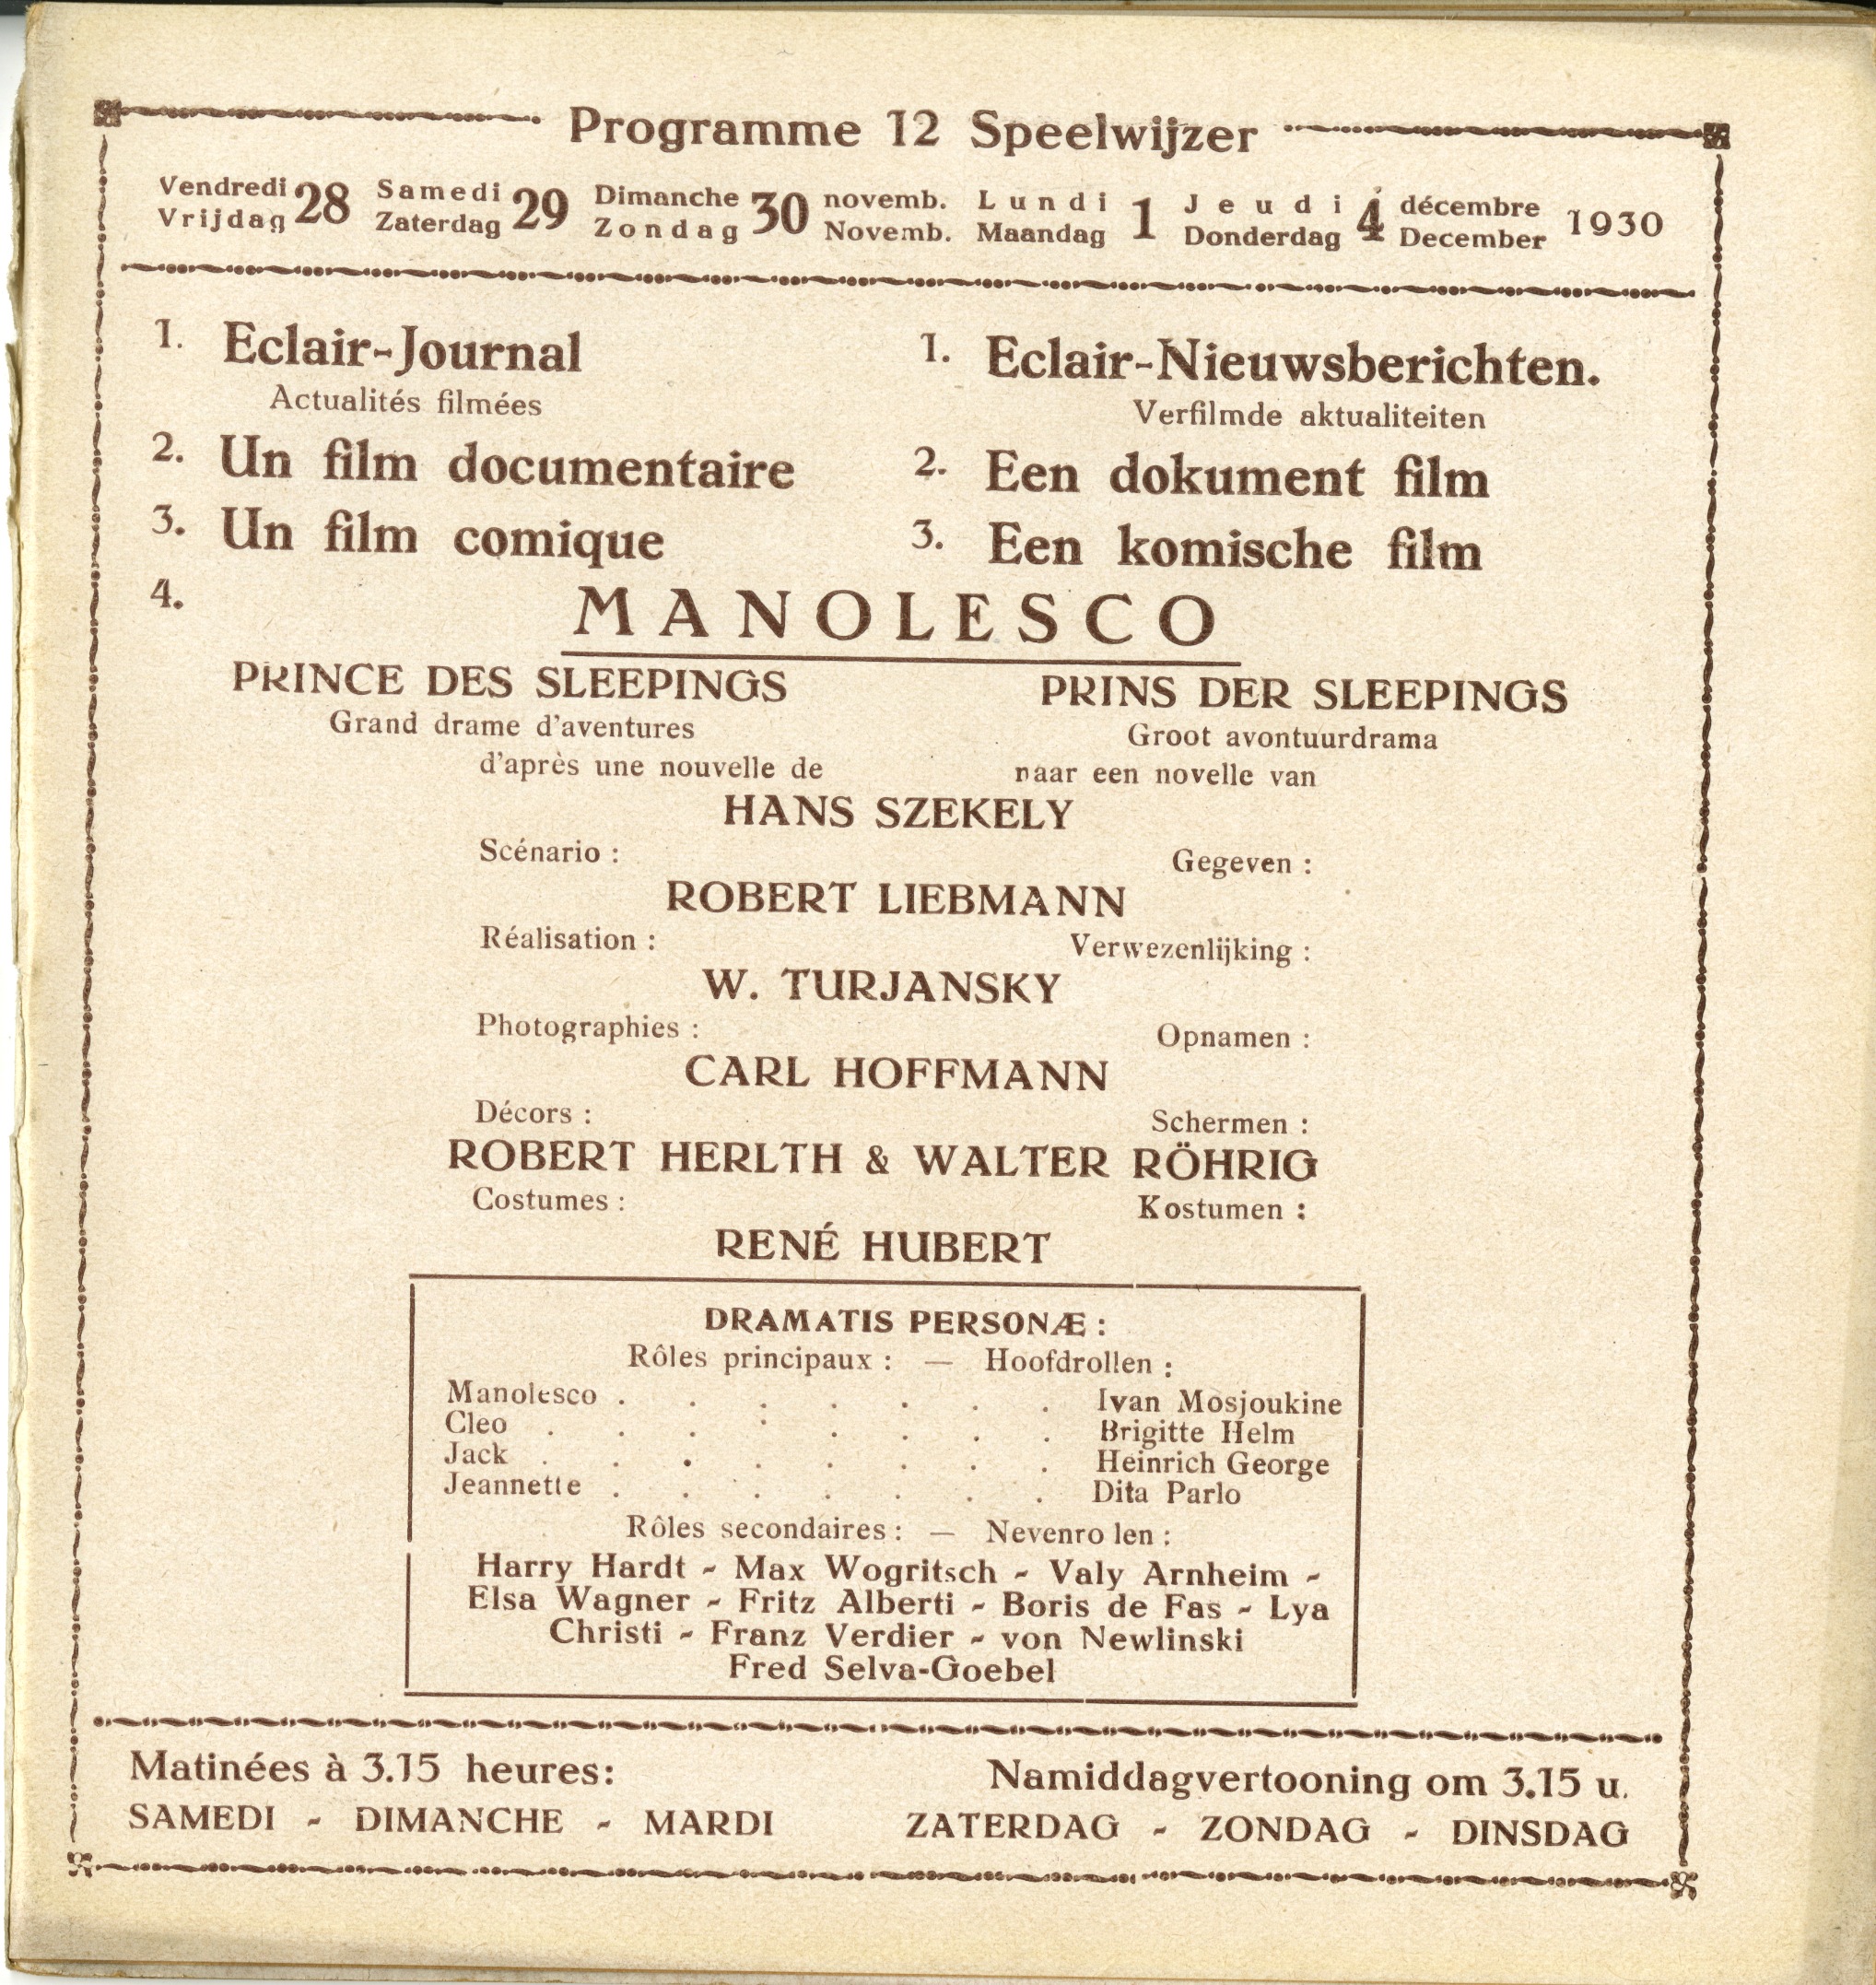 Programme 12 Speelwijzer
Vendredi 28 Samedi 29 Dimanche 30 novemb. Lundi 1 Jeudi 4 décembre 1930
Vrijdag Zaterdag Zondag Novemb. Maandag Donderdag December
1. Eclair-Journal
Actualités filmées
2. Un film documentaire
3. Un film comique
1. Eclair-Nieuwsberichten.
Verfilmde aktualiteiten
2. Een dokument film
3. Een komische film
4. MANOLESCO
PRINCE DES SLEEPINGS PRINS DER SLEEPINGS
Grand drame d'aventures Groot avontuurdrama
d'après une nouvelle de naar een novelle van
HANS SZEKELY
Scénario : Gegeven :
ROBERT LIEBMANN
Réalisation : Verwezenlijking :
W. TURJANSKY
Photographies : Opnamen :
CARL HOFFMANN
Décors : Schermen :
ROBERT HERLTH & WALTER RÖHRIG
Costumes : Kostumen :
RENÉ HUBERT
DRAMATIS PERSONÆ :
Rôles principaux : — Hoofdrollen :
Manolesco . . . . . . . Ivan Mosjoukine
Cleo . . . . . . . . Brigitte Helm
Jack . . . . . . . . Heinrich George
Jeannette . . . . . . . Dita Parlo
Rôles secondaires : — Nevenro len :
Harry Hardt - Max Wogritsch - Valy Arnheim -
Elsa Wagner - Fritz Alberti - Boris de Fas - Lya
Christi - Franz Verdier - von Newlinski
Fred Selva-Goebel
Matinées à 3.15 heures: Namiddagvertooning om 3.15 u.
SAMEDI - DIMANCHE - MARDI ZATERDAG - ZONDAG - DINSDAG